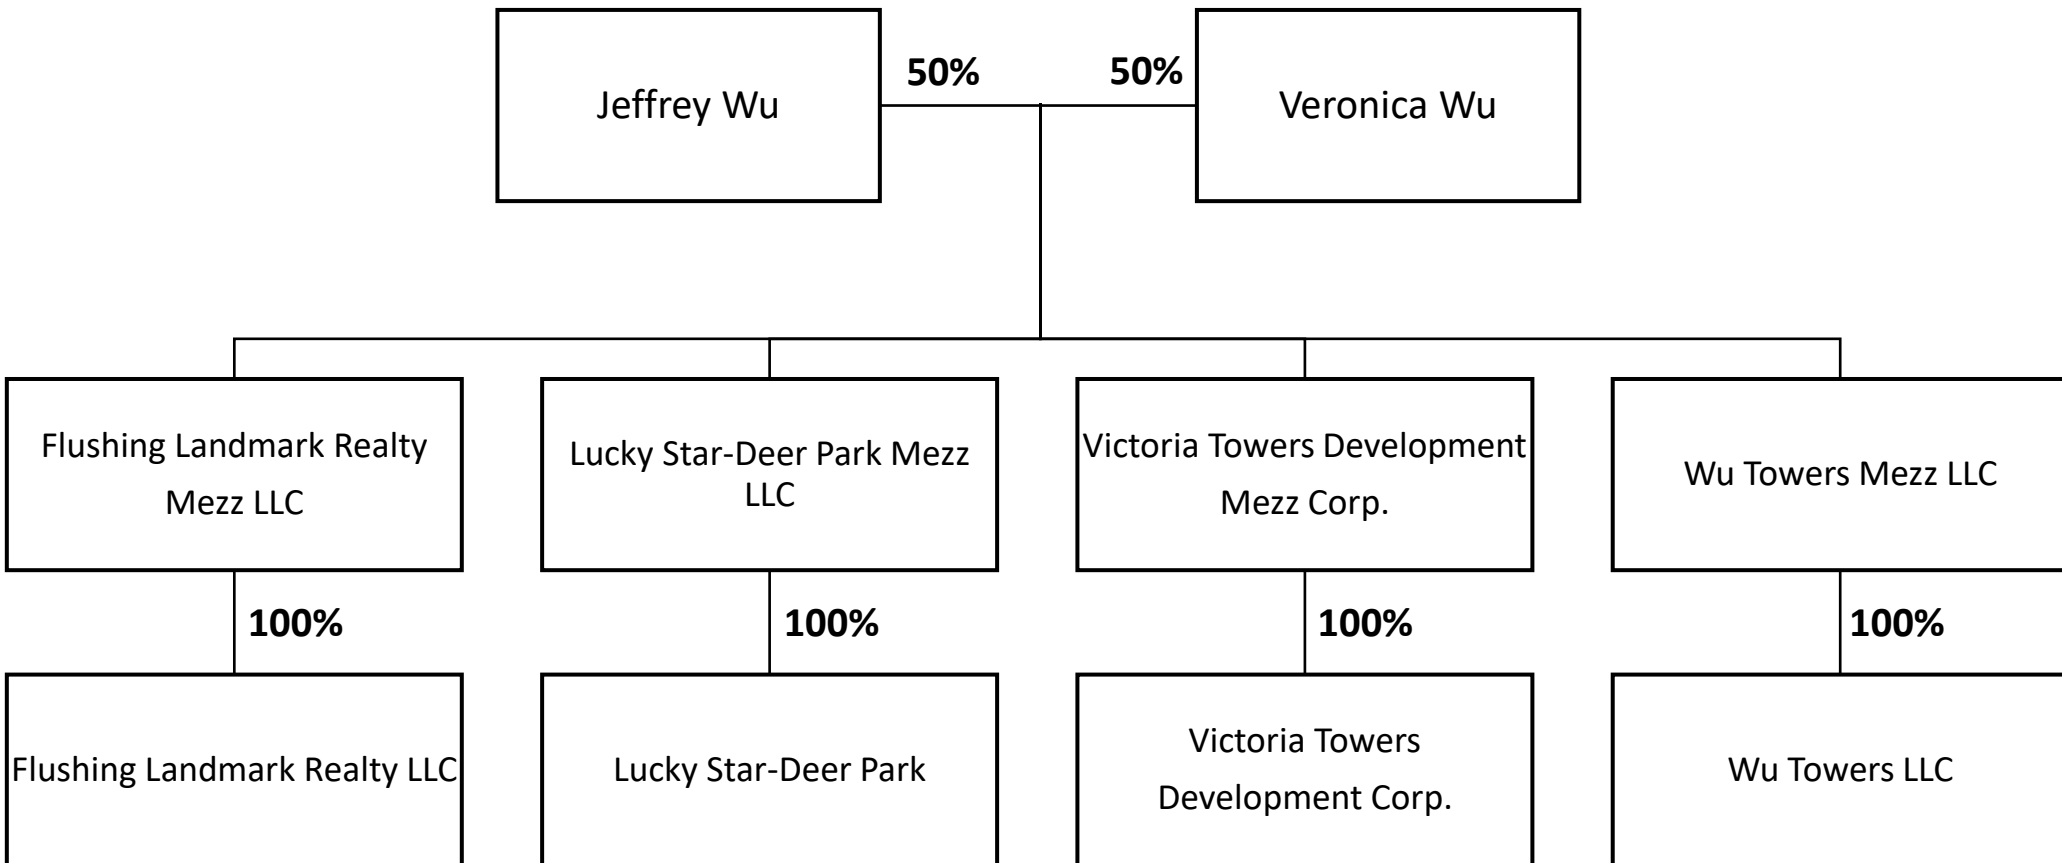 Jeffrey Wu
50%
50%
Veronica Wu
Flushing Landmark Realty
Mezz LLC
Lucky Star-Deer Park Mezz
LLC
Victoria Towers Development
Mezz Corp.
Wu Towers Mezz LLC
100%
100%
100%
100%
Flushing Landmark Realty LLC
Lucky Star-Deer Park
Victoria Towers
Development Corp.
Wu Towers LLC